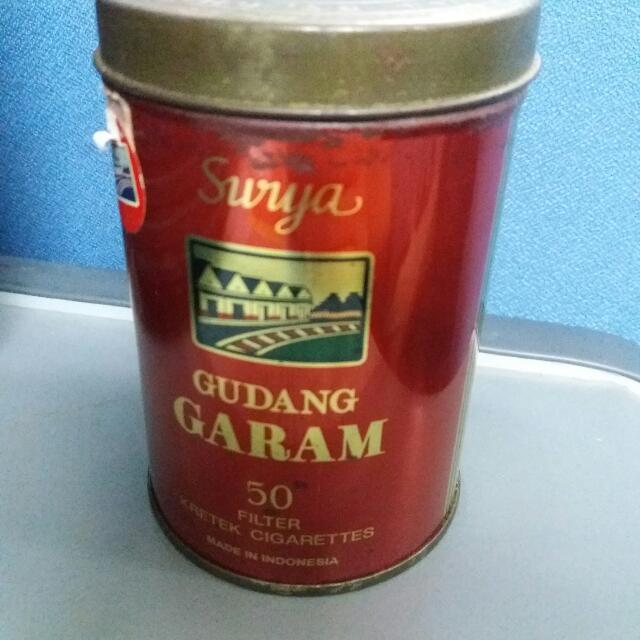 Surya
GUDANG
GARAM
50
FILTER
KRETEK CIGARETTES
MADE IN INDONESIA